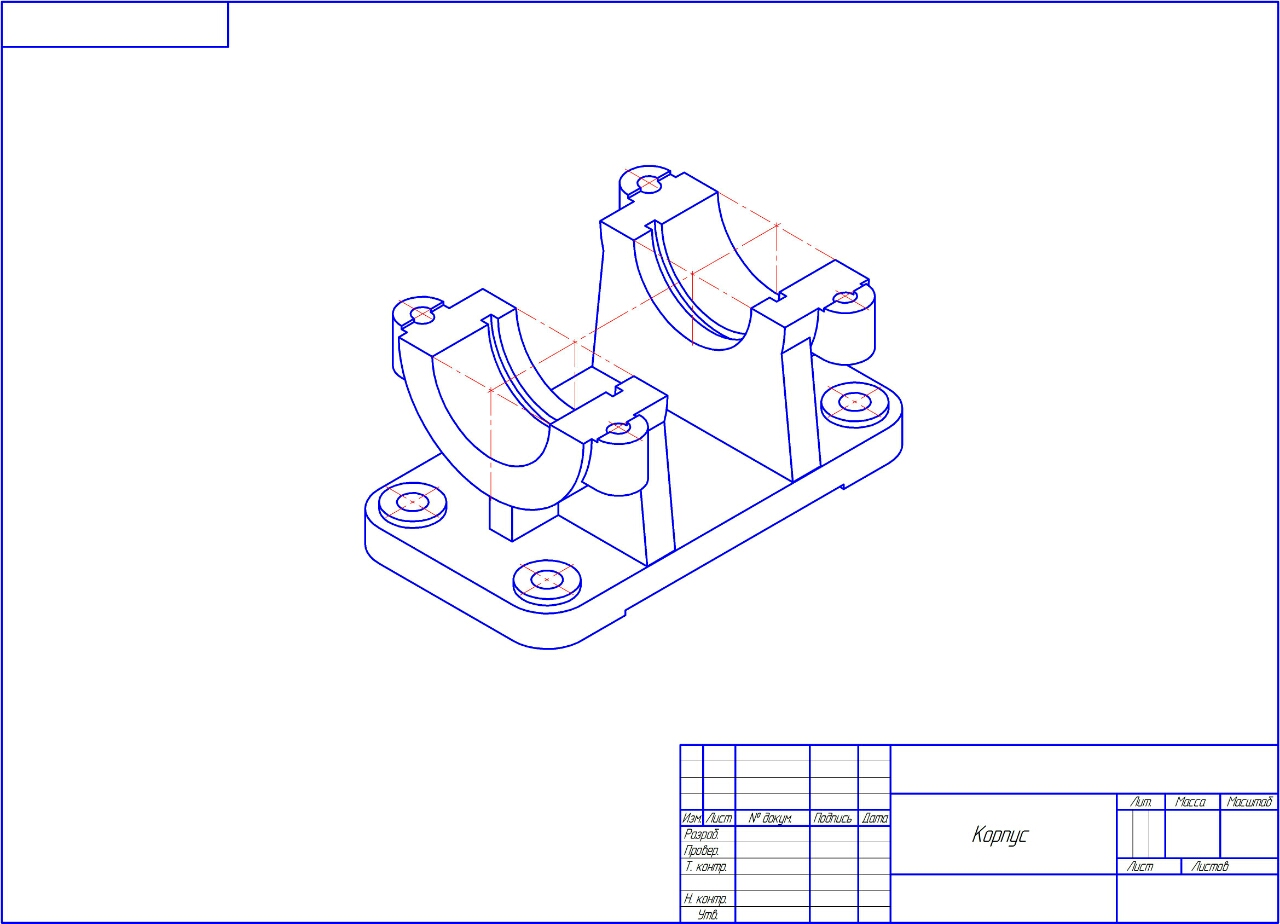 Лит. Масса Масштаб
Изм. Лист № докум. Подпись Дата
Корпус
Разраб.
Провер.
Т. контр.
Лист Листов
Н. контр.
Утв.